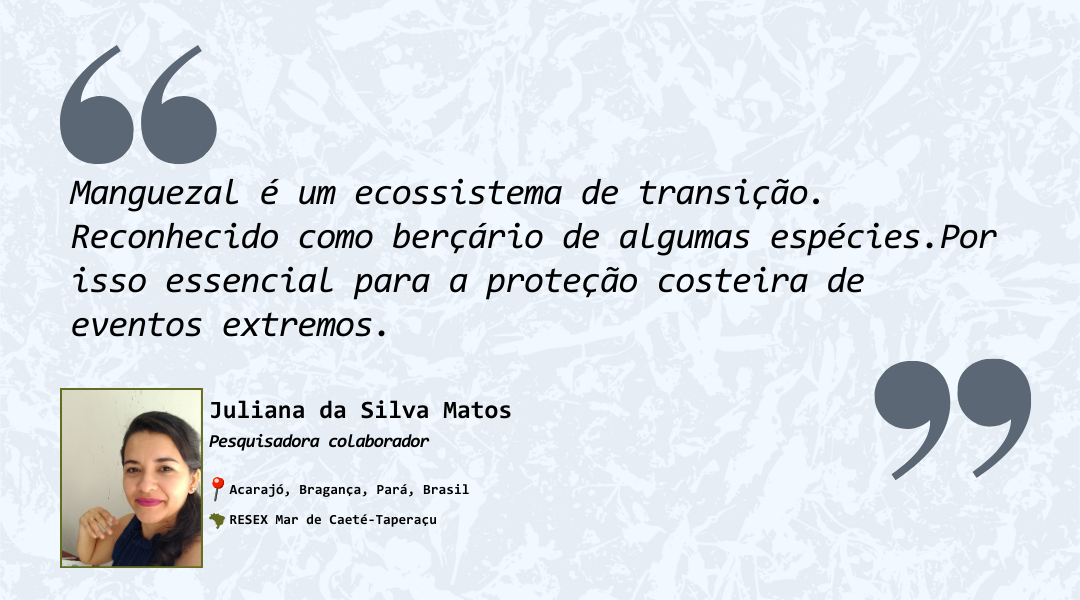 Manguezal é um ecossistema de transição.
Reconhecido como berçário de algumas espécies.Por
isso essencial para a proteção costeira de
eventos extremos.
Juliana da Silva Matos
Pesquisadora colaborador
Acarajó, Bragança, Pará, Brasil
RESEX Mar de Caeté-Taperaçu